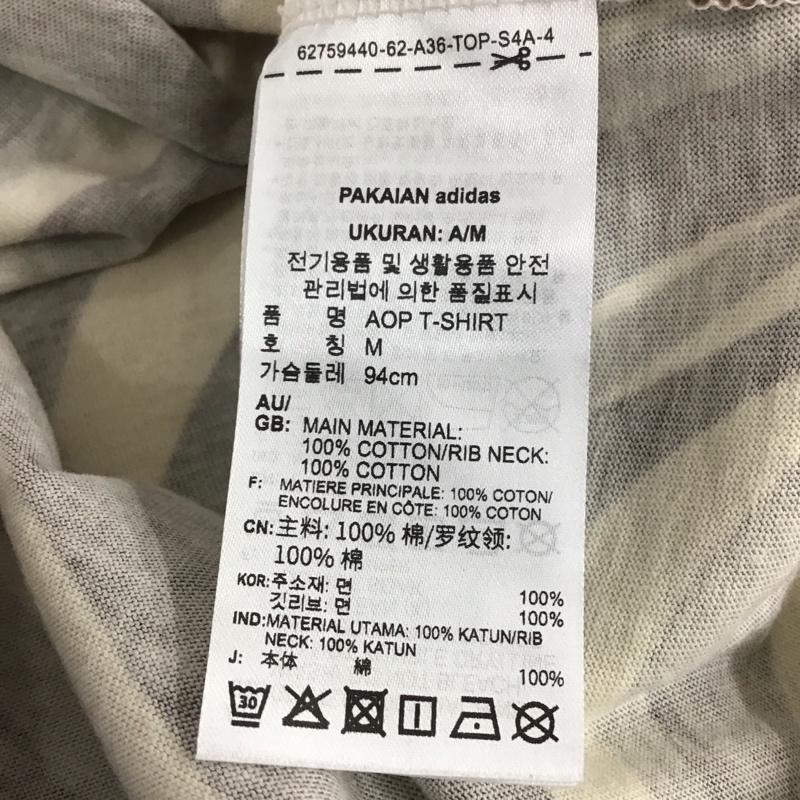 62759440-62-A36-TOP-S4A-4
PAKAIAN adidas
UKURAN: A/M
전기용품 및 생활용품 안전
관리법에 의한 품질표시
품 명 AOP T-SHIRT
호 칭 M
가슴둘레 94cm
AU/
GB: MAIN MATERIAL:
100% COTTON/RIB NECK:
100% COTTON
F: MATIERE PRINCIPALE: 100% COTON/
ENCOLURE EN CÔTE: 100% COTON
CN: 主料: 100% 棉/罗纹领:
100% 棉
KOR: 주소재: 면 100%
깃리브: 면 100%
IND: MATERIAL UTAMA: 100% KATUN/RIB
NECK: 100% KATUN
J: 本体 綿 100%
30